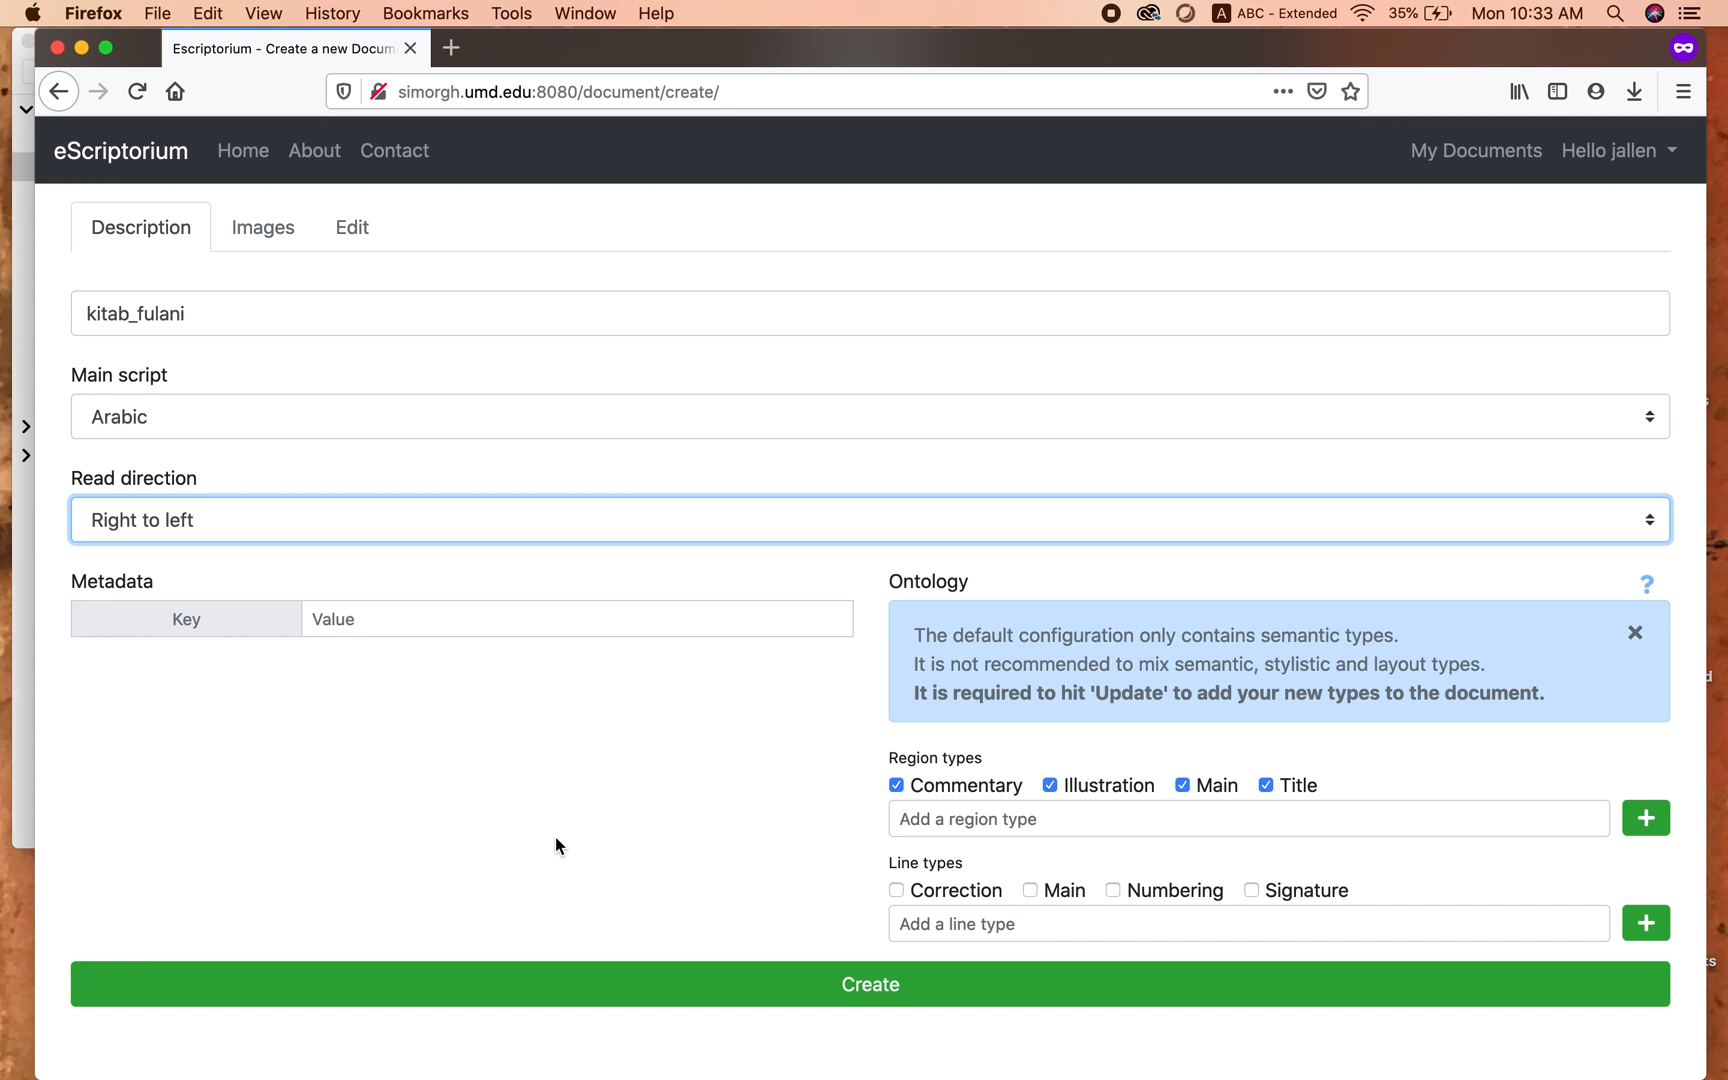 Firefox File Edit View History Bookmarks Tools Window Help A ABC - Extended 35% Mon 10:33 AM
Escriptorium - Create a new Docum
simorgh.umd.edu:8080/document/create/
eScriptorium Home About Contact My Documents Hello jallen
Description Images Edit
kitab_fulani
Main script
Arabic
Read direction
Right to left
Metadata
Key Value
Ontology ?
The default configuration only contains semantic types.
It is not recommended to mix semantic, stylistic and layout types.
It is required to hit 'Update' to add your new types to the document.
Region types
Commentary Illustration Main Title
Add a region type +
Line types
Correction Main Numbering Signature
Add a line type +
Create